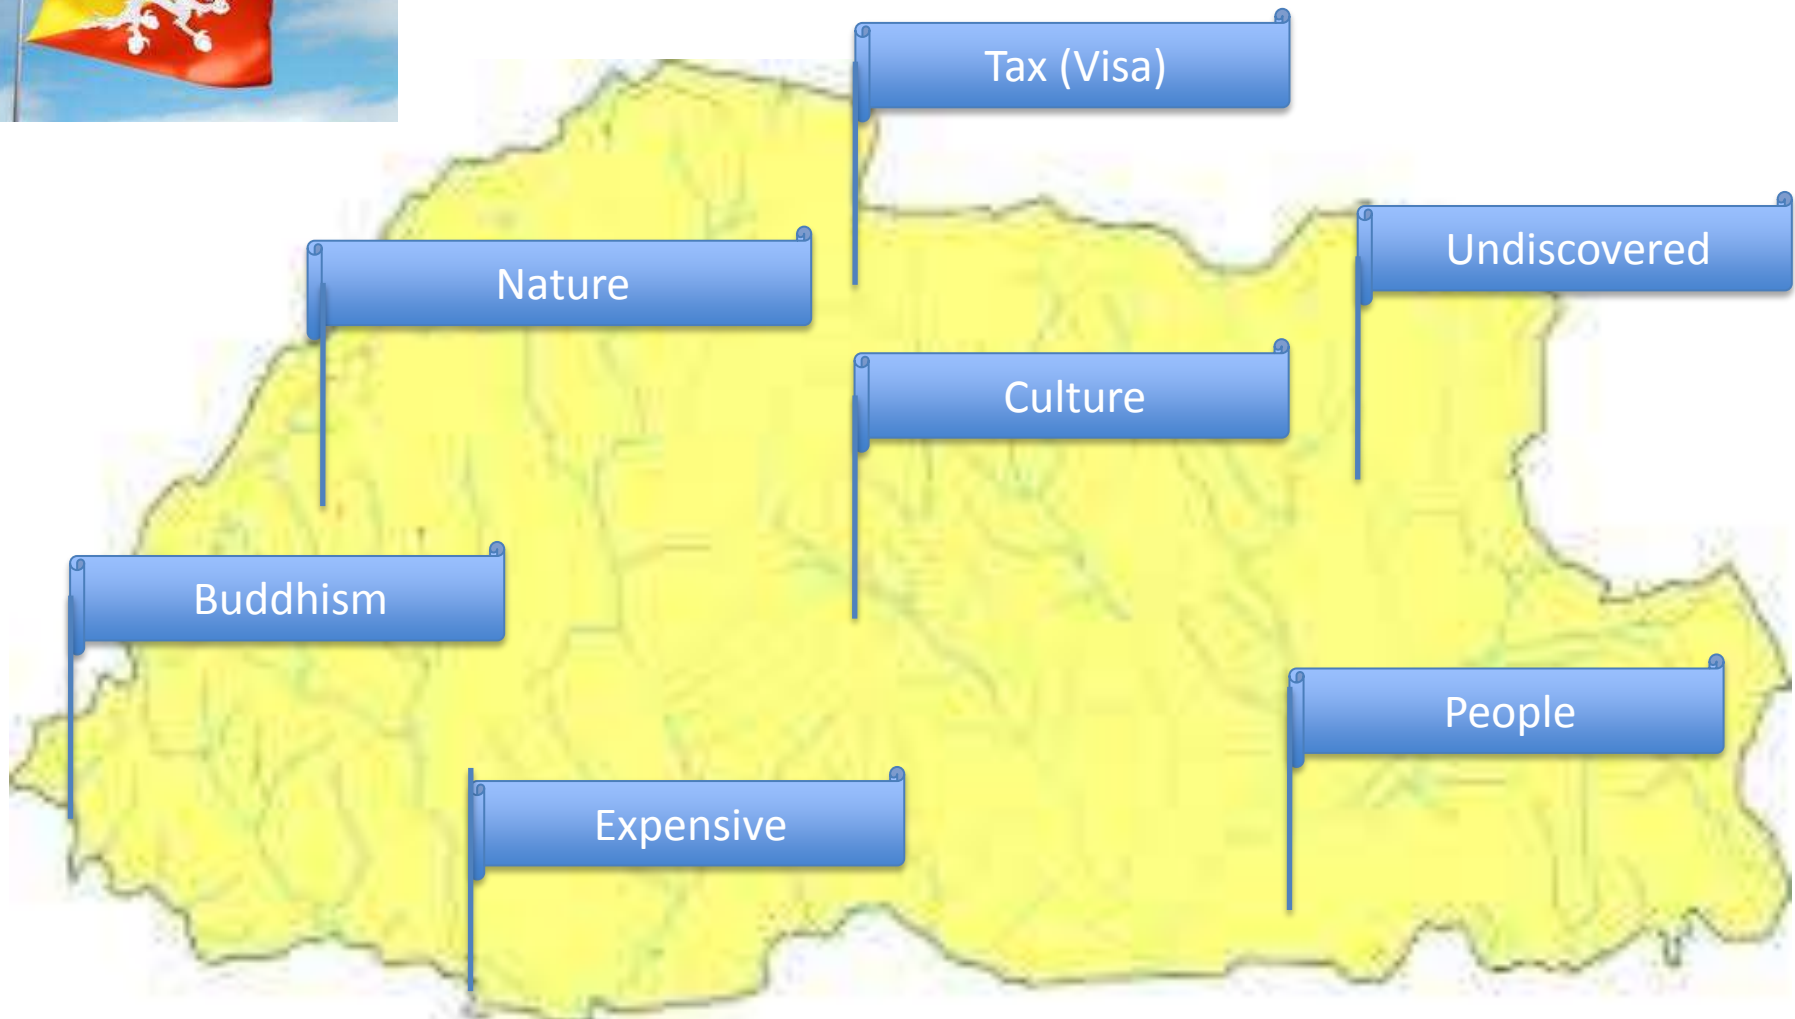 Tax (Visa)
Undiscovered
Nature
Culture
Buddhism
People
Expensive